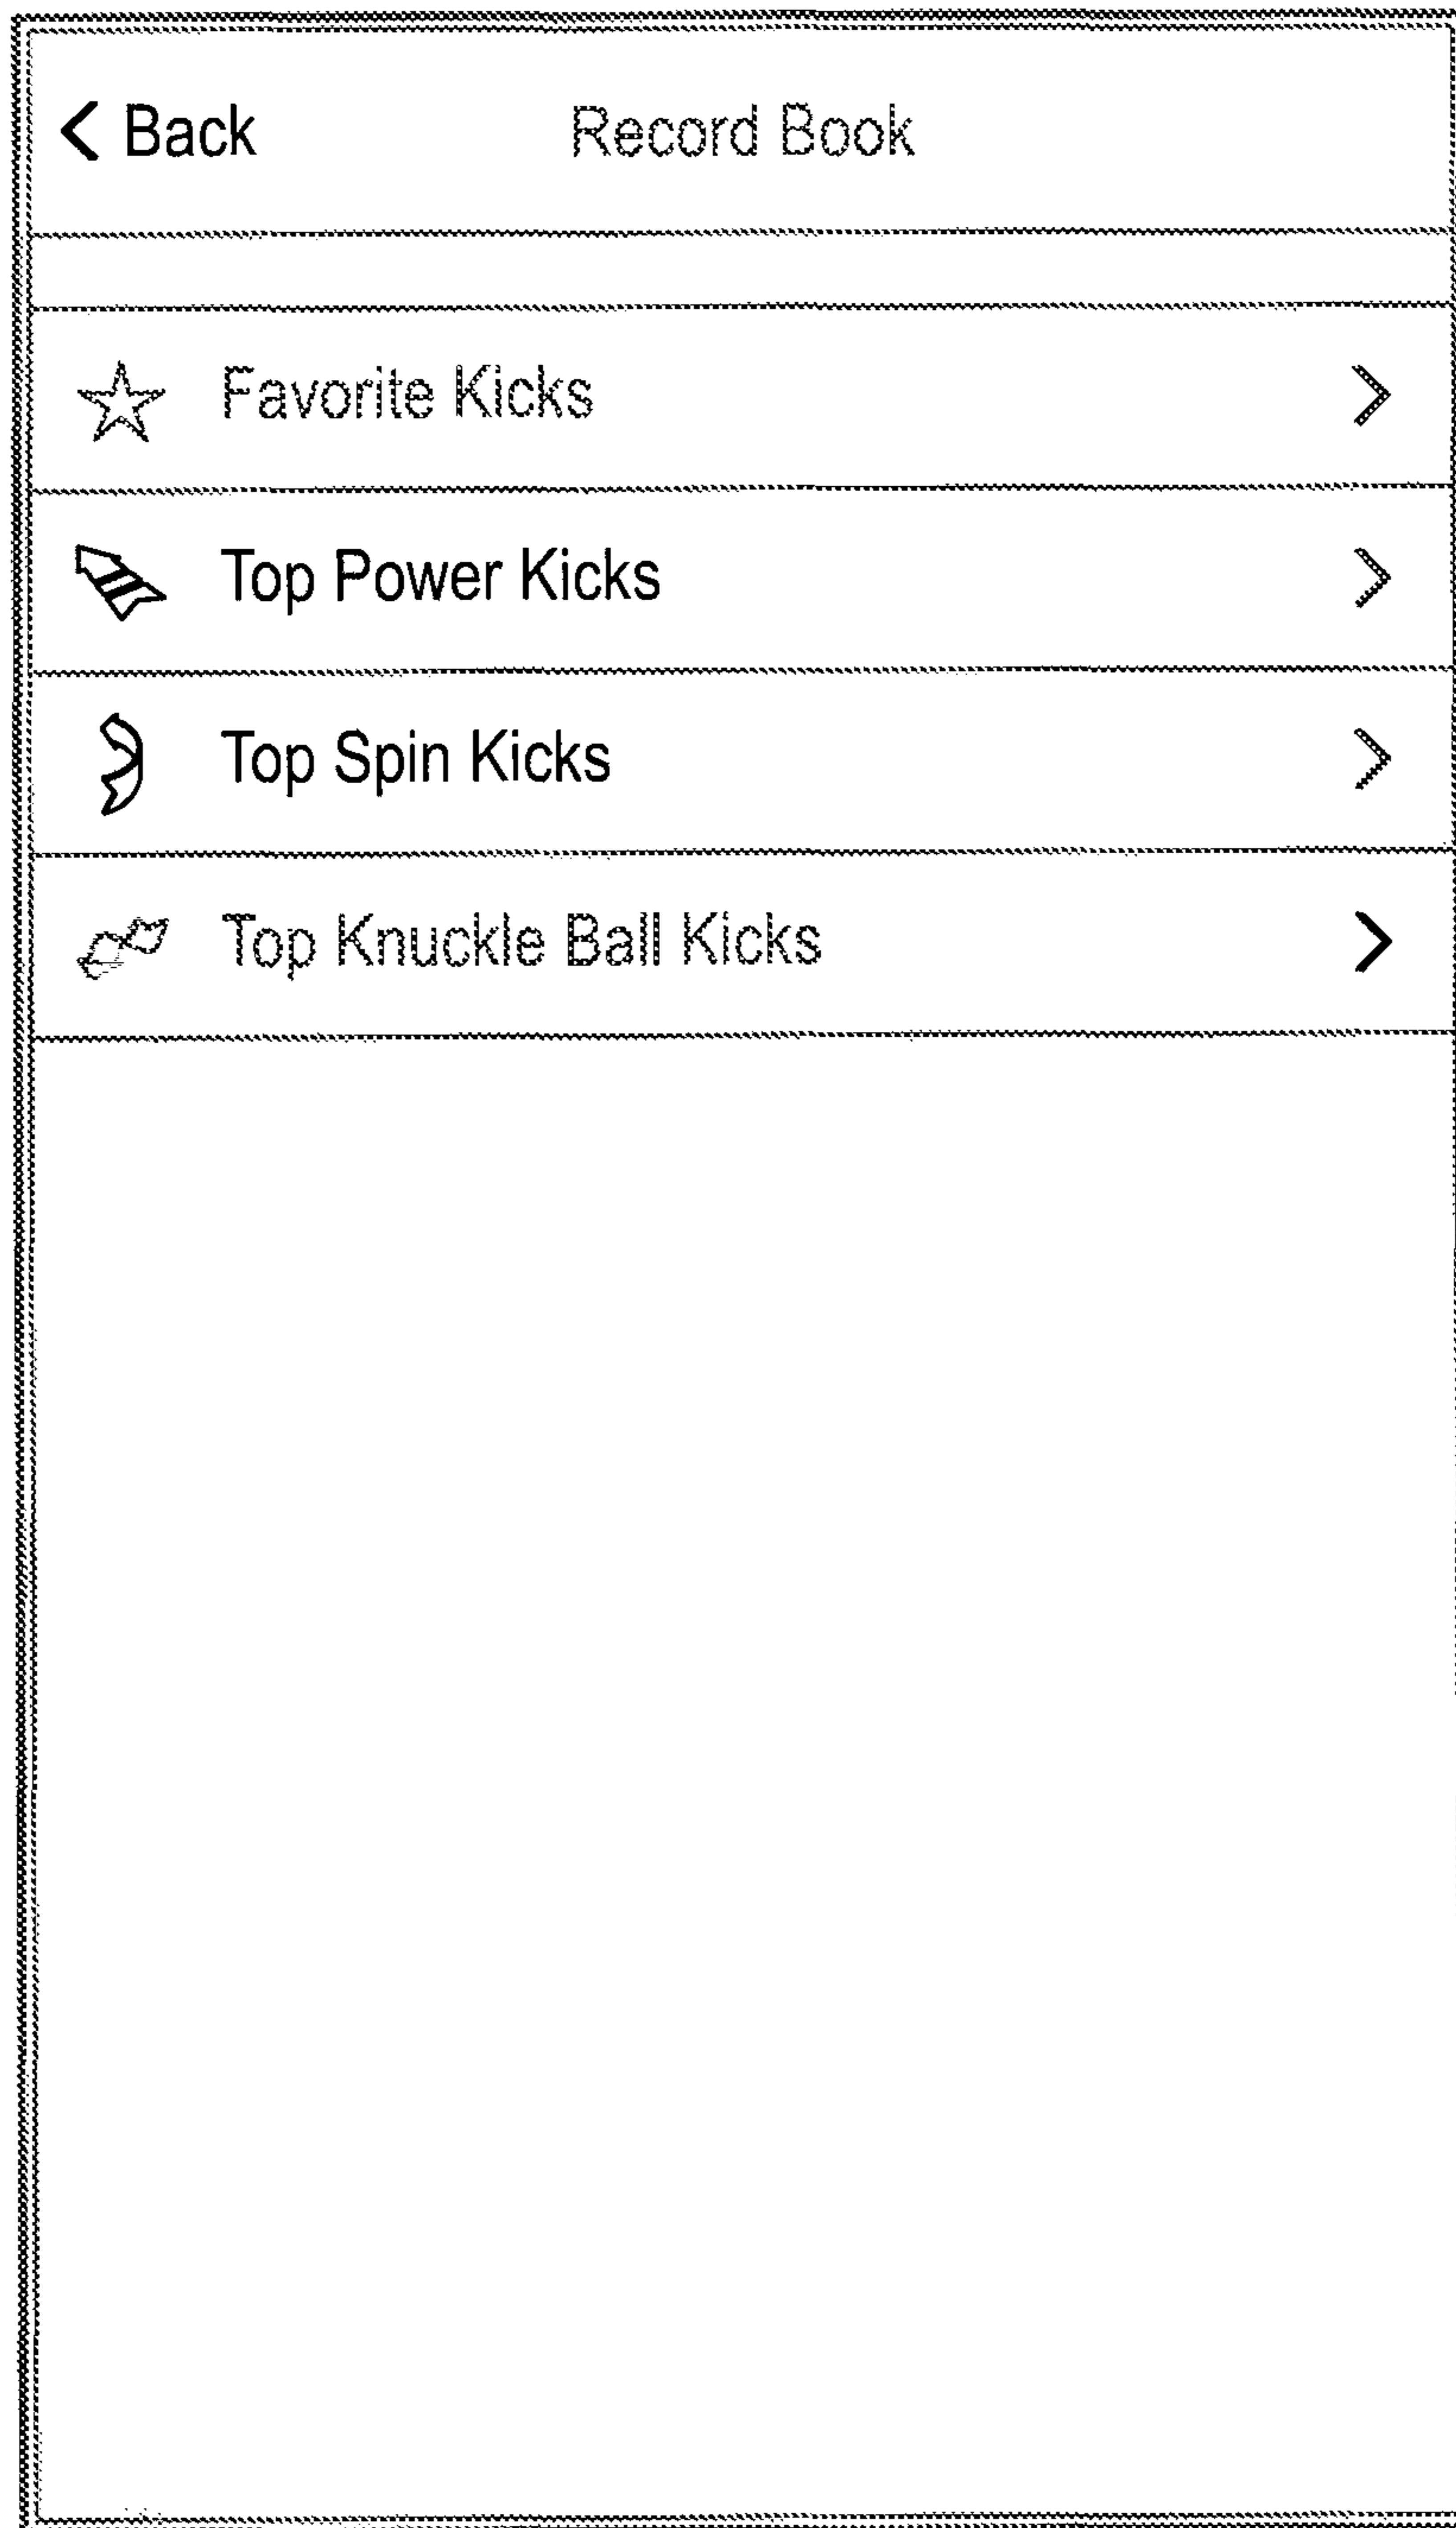 Back Record Book
Favorite Kicks
Top Power Kicks
Top Spin Kicks
Top Knuckle Ball Kicks